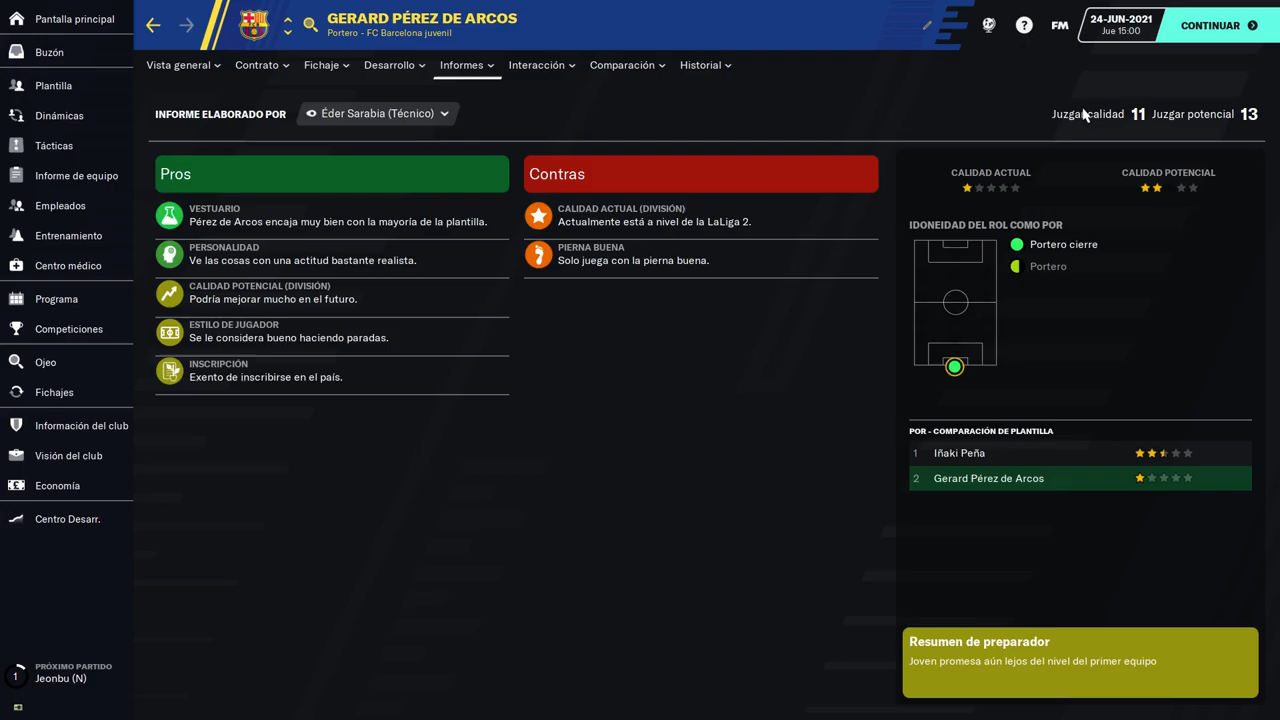 Pantalla principal
Buzón
Plantilla
Dinámicas
Tácticas
Informe de equipo
Empleados
Entrenamiento
Centro médico
Programa
Competiciones
Ojeo
Fichajes
Información del club
Visión del club
Economía
Centro Desarr.
1
PRÓXIMO PARTIDO
Jeonbu (N)
GERARD PÉREZ DE ARCOS
Portero - FC Barcelona juvenil
?
FM
24-JUN-2021
Jue 15:00
CONTINUAR
Vista general
Contrato
Fichaje
Desarrollo
Informes
Interacción
Comparación
Historial
INFORME ELABORADO POR
Éder Sarabia (Técnico)
Juzgar calidad 11 Juzgar potencial 13
Pros
VESTUARIO
Pérez de Arcos encaja muy bien con la mayoría de la plantilla.
PERSONALIDAD
Ve las cosas con una actitud bastante realista.
CALIDAD POTENCIAL (DIVISIÓN)
Podría mejorar mucho en el futuro.
ESTILO DE JUGADOR
Se le considera bueno haciendo paradas.
INSCRIPCIÓN
Exento de inscribirse en el país.
Contras
CALIDAD ACTUAL (DIVISIÓN)
Actualmente está a nivel de la LaLiga 2.
PIERNA BUENA
Solo juega con la pierna buena.
CALIDAD ACTUAL
CALIDAD POTENCIAL
IDONEIDAD DEL ROL COMO POR
Portero cierre
Portero
POR - COMPARACIÓN DE PLANTILLA
1 Iñaki Peña
2 Gerard Pérez de Arcos
Resumen de preparador
Joven promesa aún lejos del nivel del primer equipo